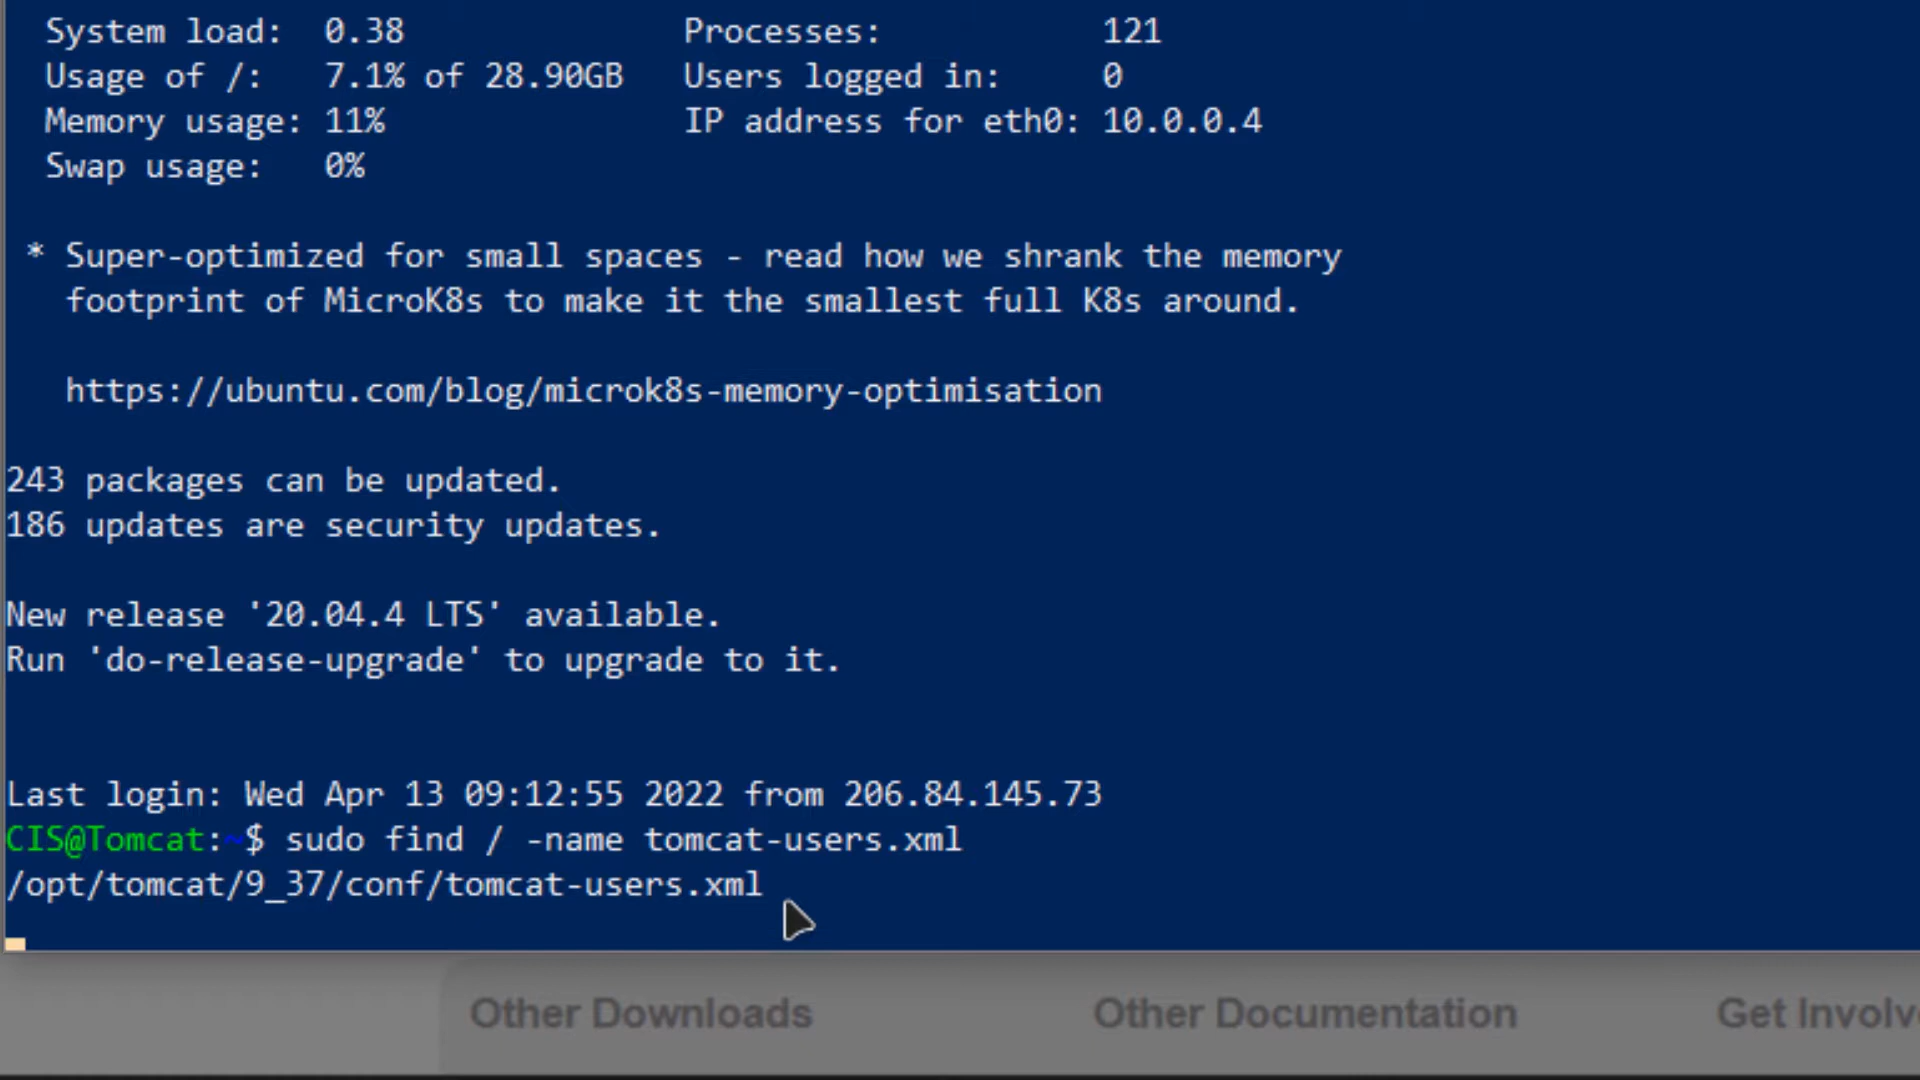 System load: 0.38 Processes: 121
Usage of /: 7.1% of 28.90GB Users logged in: 0
Memory usage: 11% IP address for eth0: 10.0.0.4
Swap usage: 0%
* Super-optimized for small spaces - read how we shrank the memory
footprint of MicroK8s to make it the smallest full K8s around.
https://ubuntu.com/blog/microk8s-memory-optimisation
243 packages can be updated.
186 updates are security updates.
New release '20.04.4 LTS' available.
Run 'do-release-upgrade' to upgrade to it.
Last login: Wed Apr 13 09:12:55 2022 from 206.84.145.73
CIS@Tomcat:~$ sudo find / -name tomcat-users.xml
/opt/tomcat/9_37/conf/tomcat-users.xml
Other Downloads Other Documentation Get